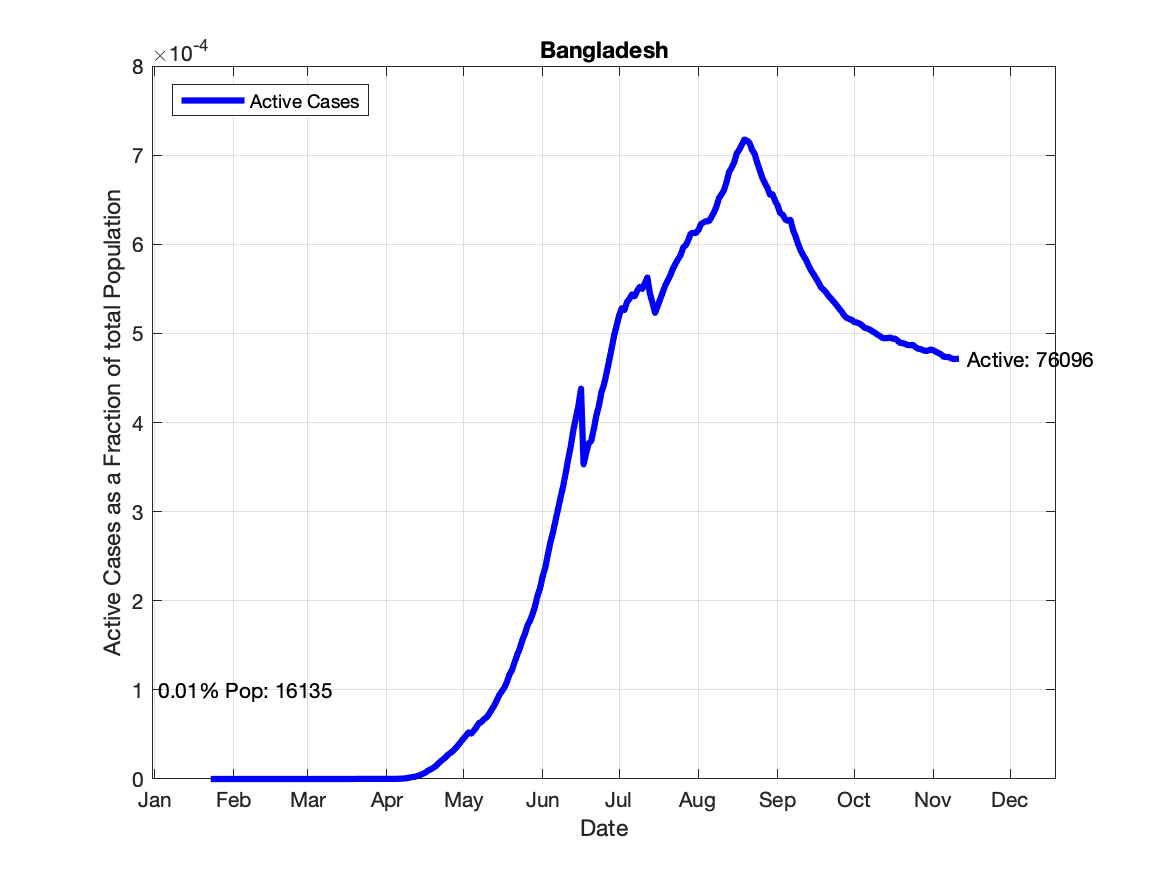 Bangladesh
×10-4
Active Cases
8
7
6
5
4
3
2
1
0
Active Cases as a Fraction of total Population
0.01% Pop: 16135
Active: 76096
Jan Feb Mar Apr May Jun Jul Aug Sep Oct Nov Dec
Date